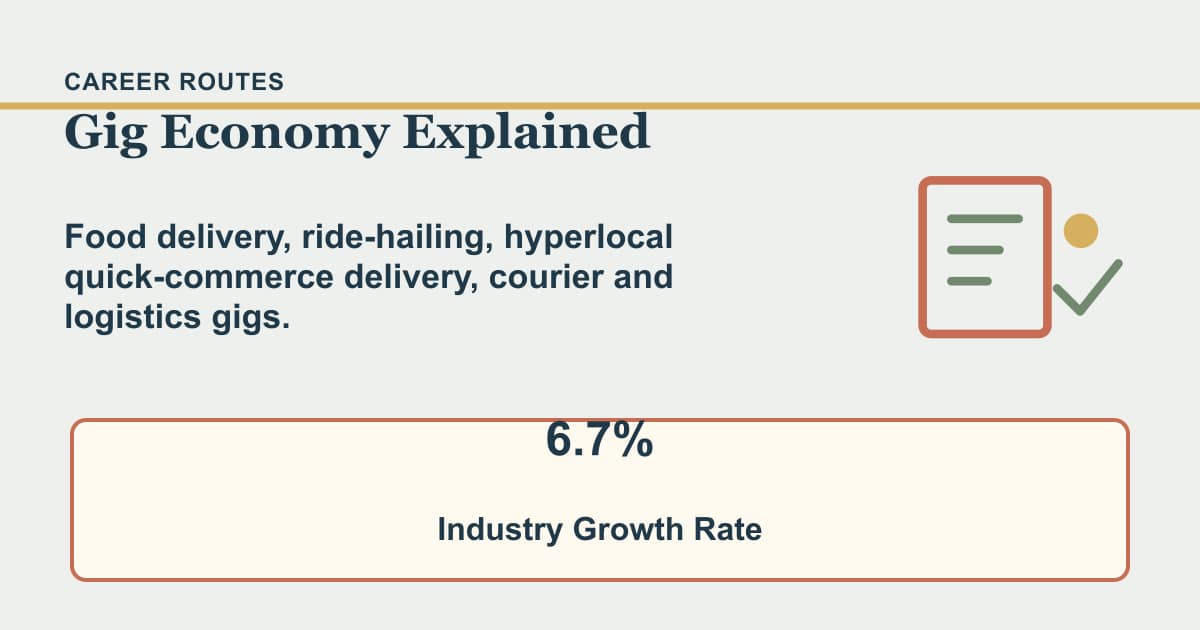 CAREER ROUTES
Gig Economy Explained
Food delivery, ride-hailing, hyperlocal
quick-commerce delivery, courier and
logistics gigs.
6.7%
Industry Growth Rate